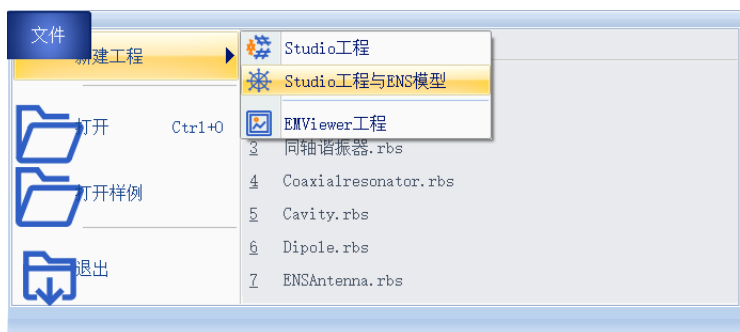 文件
新建工程
Studio工程
Studio工程与ENS模型
EMViewer工程
打开 Ctrl+O
打开样例
退出
3 同轴谐振器.rbs
4 Coaxialresonator.rbs
5 Cavity.rbs
6 Dipole.rbs
7 ENSAntenna.rbs